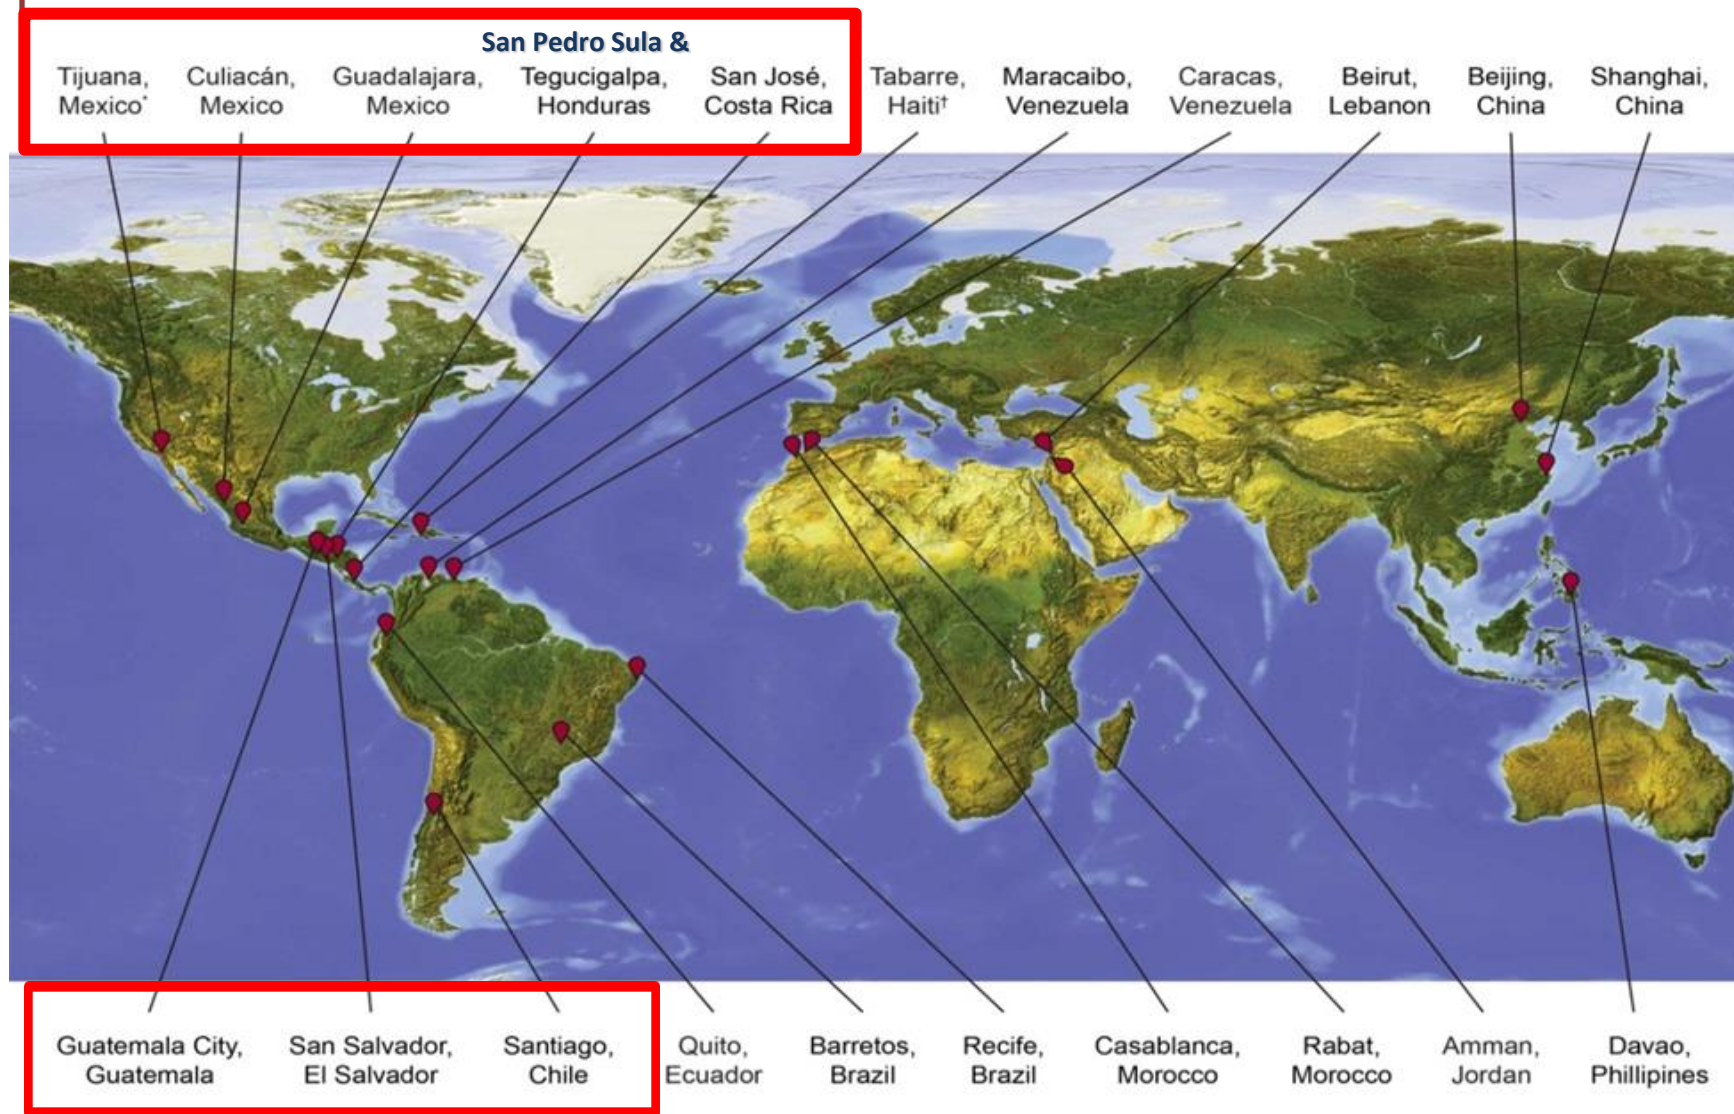 San Pedro Sula &
Tijuana,
Mexico*
Culiacán,
Mexico
Guadalajara,
Mexico
Tegucigalpa,
Honduras
San José,
Costa Rica
Tabarre,
Haiti†
Maracaibo,
Venezuela
Caracas,
Venezuela
Beirut,
Lebanon
Beijing,
China
Shanghai,
China
Guatemala City,
Guatemala
San Salvador,
El Salvador
Santiago,
Chile
Quito,
Ecuador
Barretos,
Brazil
Recife,
Brazil
Casablanca,
Morocco
Rabat,
Morocco
Amman,
Jordan
Davao,
Phillipines